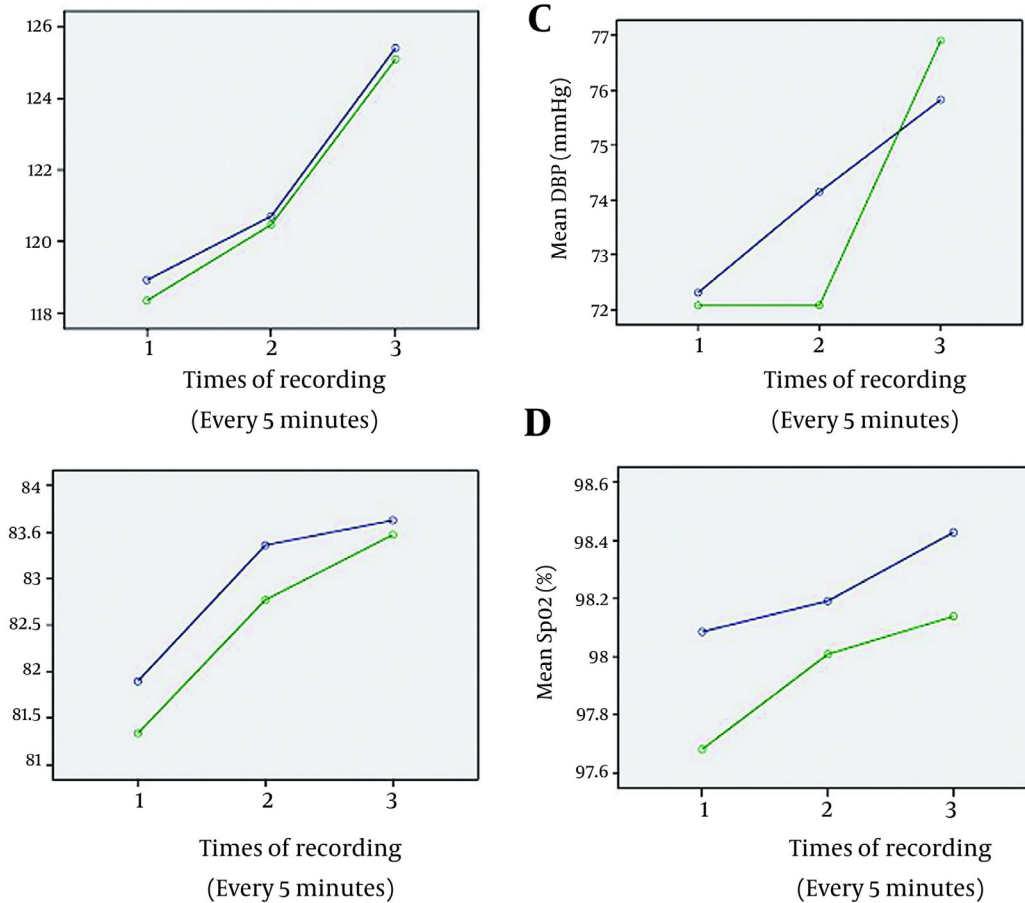 126
124
122
120
118
1 2 3
Times of recording
(Every 5 minutes)
C
Mean DBP (mmHg)
77
76
75
74
73
72
1 2 3
Times of recording
(Every 5 minutes)
84
83.6
83
82.5
82
81.5
81
1 2 3
Times of recording
(Every 5 minutes)
D
Mean SpO2 (%)
98.6
98.4
98.2
98
97.8
97.6
1 2 3
Times of recording
(Every 5 minutes)